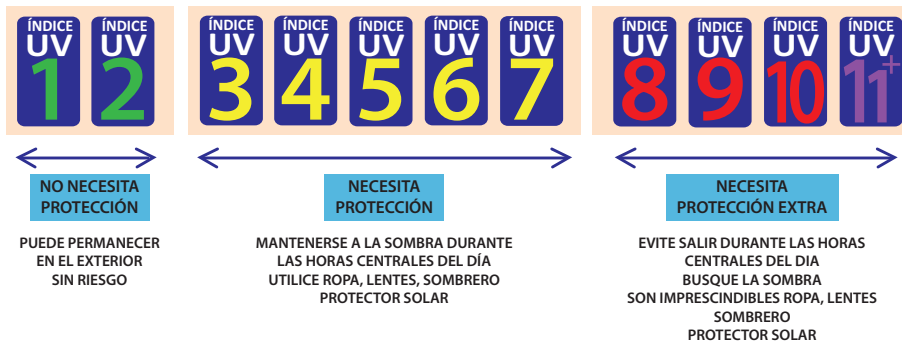 ÍNDICE UV 1
ÍNDICE UV 2
ÍNDICE UV 3
ÍNDICE UV 4
ÍNDICE UV 5
ÍNDICE UV 6
ÍNDICE UV 7
ÍNDICE UV 8
ÍNDICE UV 9
ÍNDICE UV 10
ÍNDICE UV 11+
NO NECESITA
PROTECCIÓN
PUEDE PERMANECER
EN EL EXTERIOR
SIN RIESGO
NECESITA
PROTECCIÓN
MANTENERSE A LA SOMBRA DURANTE
LAS HORAS CENTRALES DEL DÍA
UTILICE ROPA, LENTES, SOMBRERO
PROTECTOR SOLAR
NECESITA
PROTECCIÓN EXTRA
EVITE SALIR DURANTE LAS HORAS
CENTRALES DEL DIA
BUSQUE LA SOMBRA
SON IMPRESCINDIBLES ROPA, LENTES
SOMBRERO
PROTECTOR SOLAR